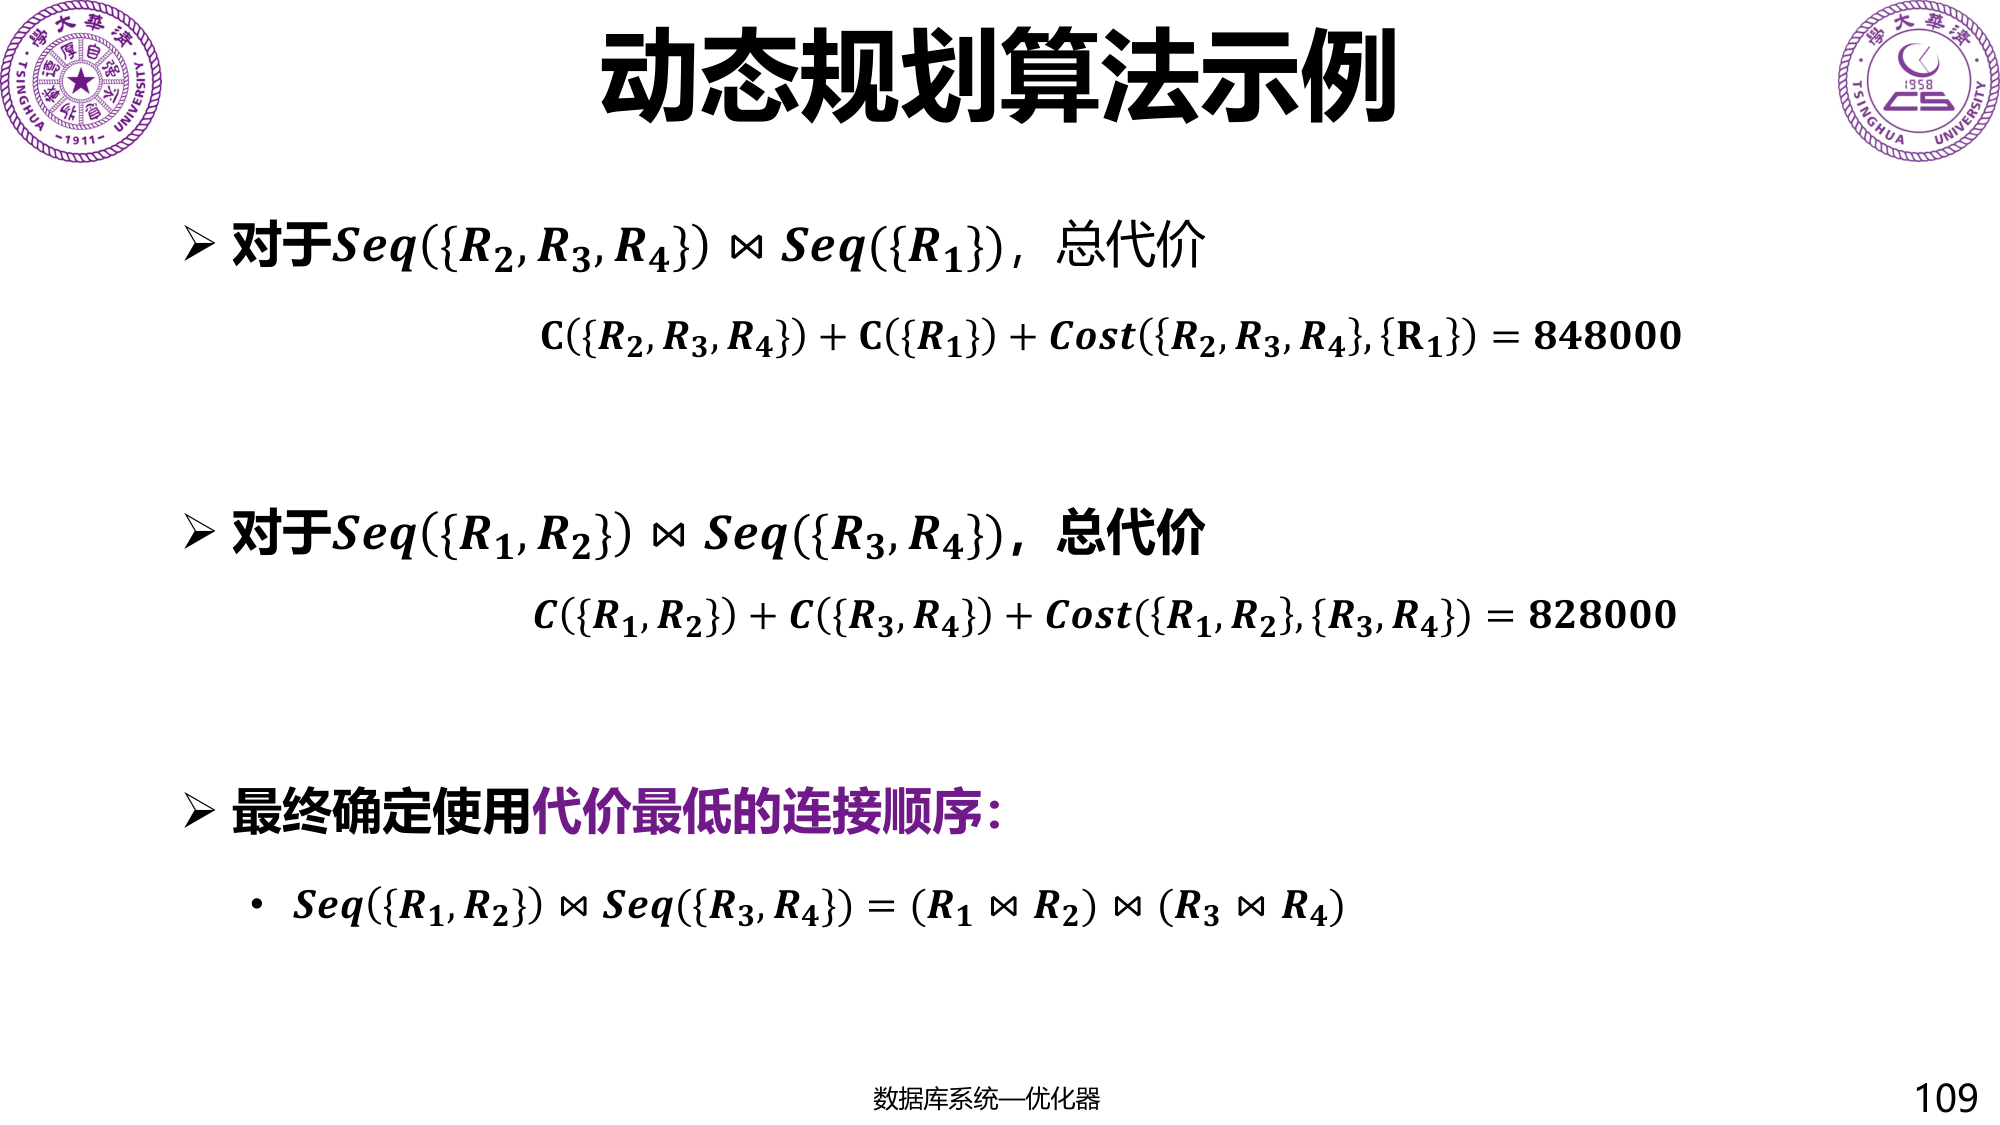 动态规划算法示例
➢ 对于Seq({R₂, R₃, R₄}) ⋈ Seq({R₁})，总代价
C({R₂, R₃, R₄}) + C({R₁}) + Cost({R₂, R₃, R₄}, {R₁}) = 848000
➢ 对于Seq({R₁, R₂}) ⋈ Seq({R₃, R₄})，总代价
C({R₁, R₂}) + C({R₃, R₄}) + Cost({R₁, R₂}, {R₃, R₄}) = 828000
➢ 最终确定使用代价最低的连接顺序：
• Seq({R₁, R₂}) ⋈ Seq({R₃, R₄}) = (R₁ ⋈ R₂) ⋈ (R₃ ⋈ R₄)
数据库系统—优化器
109